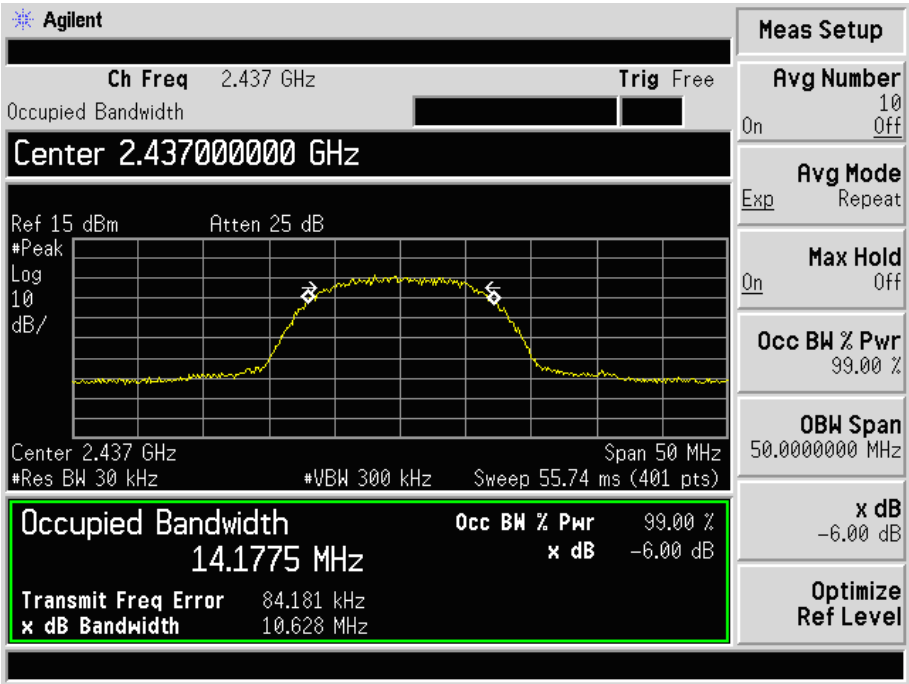 Agilent
Meas Setup
Ch Freq 2.437 GHz Trig Free
Occupied Bandwidth
Center 2.437000000 GHz
Ref 15 dBm Atten 25 dB
#Peak
Log
10
dB/
Center 2.437 GHz Span 50 MHz
#Res BW 30 kHz #VBW 300 kHz Sweep 55.74 ms (401 pts)
Occupied Bandwidth Occ BW % Pwr 99.00 %
14.1775 MHz x dB -6.00 dB
Transmit Freq Error 84.181 kHz
x dB Bandwidth 10.628 MHz
Avg Number
10
On Off
Avg Mode
Exp Repeat
Max Hold
On Off
Occ BW % Pwr
99.00 %
OBW Span
50.0000000 MHz
x dB
-6.00 dB
Optimize
Ref Level